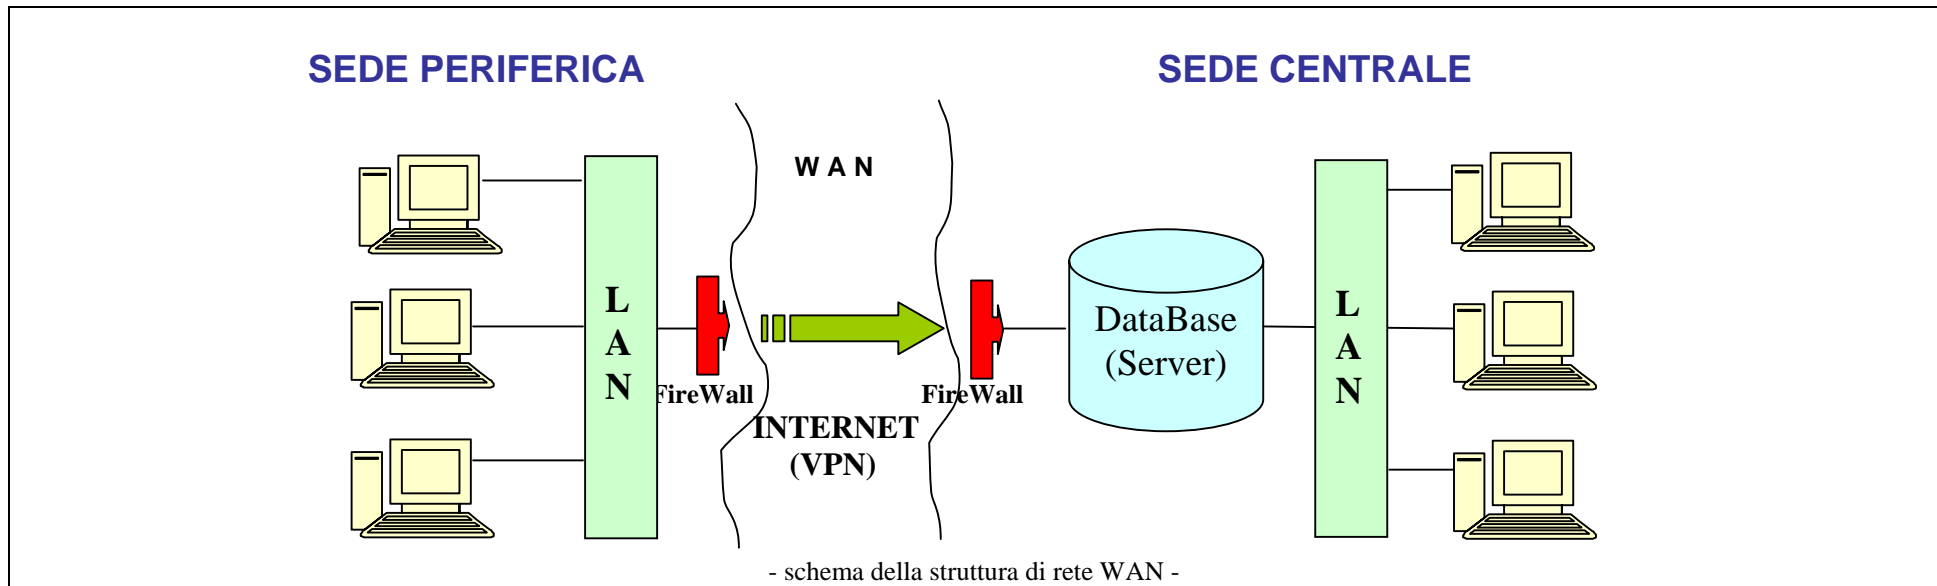 SEDE PERIFERICA
SEDE CENTRALE
W A N
L
A
N
FireWall
INTERNET
(VPN)
FireWall
DataBase
(Server)
L
A
N
- schema della struttura di rete WAN -